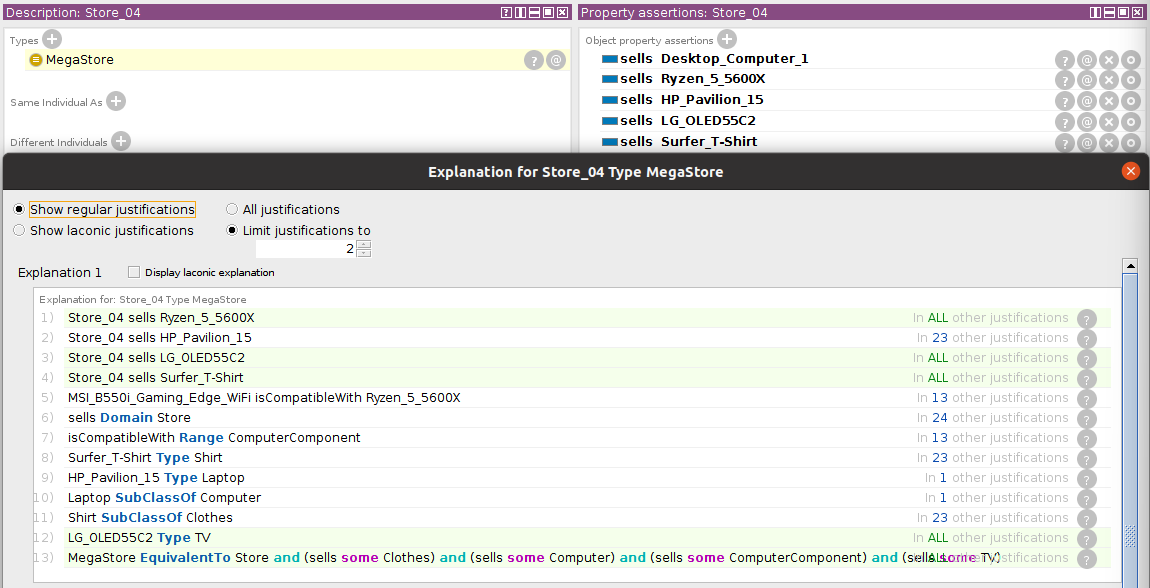 Description: Store_04
Property assertions: Store_04
Types
MegaStore
Same Individual As
Different Individuals
Object property assertions
sells Desktop_Computer_1
sells Ryzen_5_5600X
sells HP_Pavilion_15
sells LG_OLED55C2
sells Surfer_T-Shirt
Explanation for Store_04 Type MegaStore
Show regular justifications
All justifications
Show laconic justifications
Limit justifications to
2
Explanation 1
Display laconic explanation
Explanation for: Store_04 Type MegaStore
1) Store_04 sells Ryzen_5_5600X In ALL other justifications
2) Store_04 sells HP_Pavilion_15 In 23 other justifications
3) Store_04 sells LG_OLED55C2 In ALL other justifications
4) Store_04 sells Surfer_T-Shirt In ALL other justifications
5) MSI_B550i_Gaming_Edge_WiFi isCompatibleWith Ryzen_5_5600X In 13 other justifications
6) sells Domain Store In 24 other justifications
7) isCompatibleWith Range ComputerComponent In 13 other justifications
8) Surfer_T-Shirt Type Shirt In 23 other justifications
9) HP_Pavilion_15 Type Laptop In 1 other justifications
10) Laptop SubClassOf Computer In 1 other justifications
11) Shirt SubClassOf Clothes In 23 other justifications
12) LG_OLED55C2 Type TV In ALL other justifications
13) MegaStore EquivalentTo Store and (sells some Clothes) and (sells some Computer) and (sells some ComputerComponent) and (sells some TV) In ALL other justifications